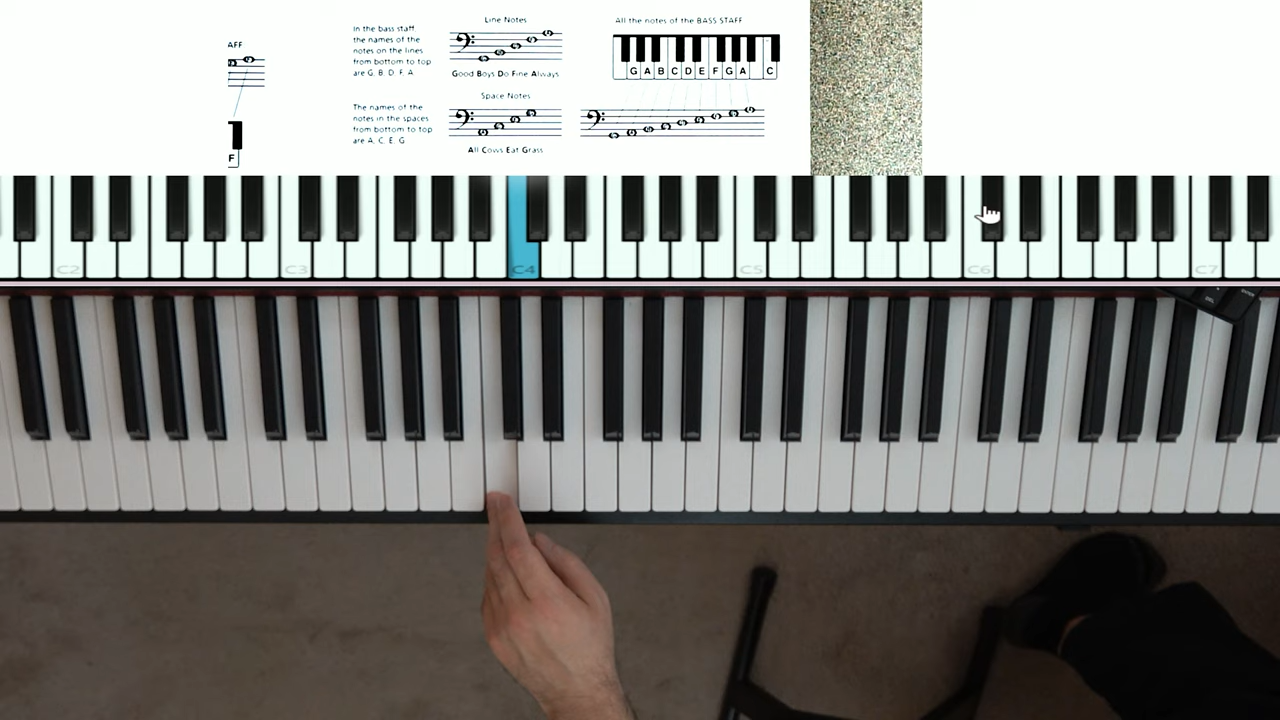 AFF
F
In the bass staff,
the names of the
notes on the lines
from bottom to top
are G, B, D, F, A
Line Notes
Good Boys Do Fine Always
The names of the
notes in the spaces
from bottom to top
are A, C, E, G
Space Notes
All Cows Eat Grass
All the notes of the BASS STAFF
G A B C D E F G A C
C2 C3 C4 C5 C6 C7